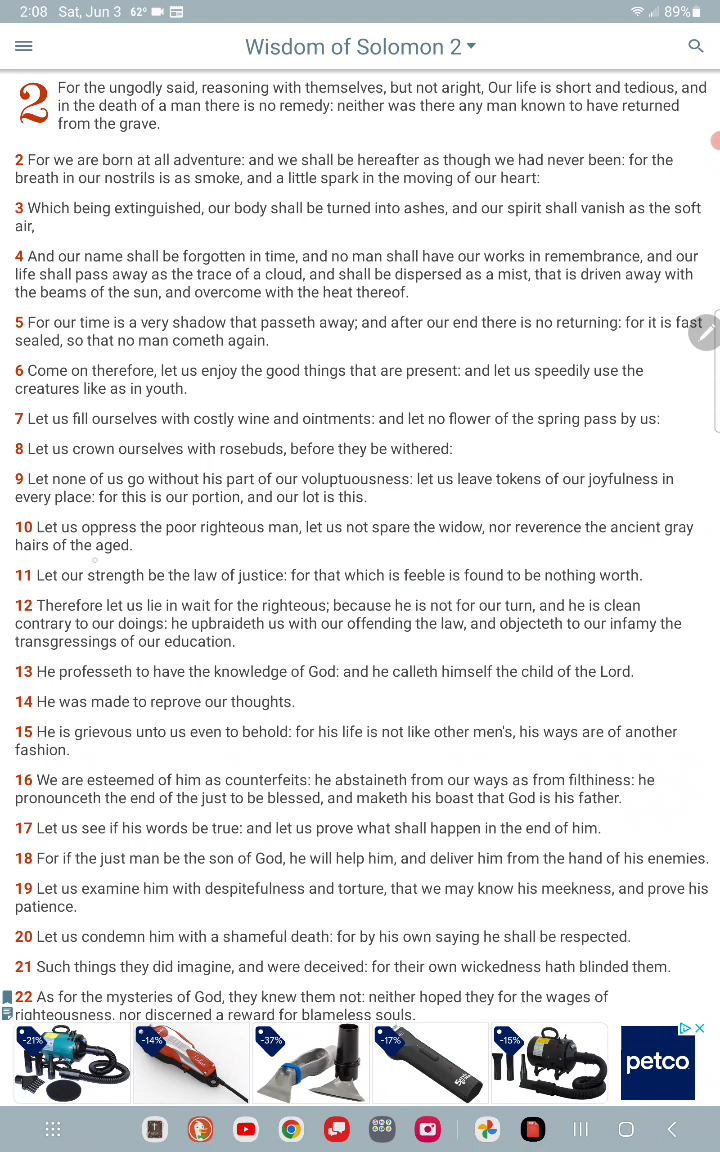 2:08 Sat, Jun 3 62° 89%
Wisdom of Solomon 2
2 For the ungodly said, reasoning with themselves, but not aright, Our life is short and tedious, and
in the death of a man there is no remedy: neither was there any man known to have returned
from the grave.
2 For we are born at all adventure: and we shall be hereafter as though we had never been: for the
breath in our nostrils is as smoke, and a little spark in the moving of our heart:
3 Which being extinguished, our body shall be turned into ashes, and our spirit shall vanish as the soft
air,
4 And our name shall be forgotten in time, and no man shall have our works in remembrance, and our
life shall pass away as the trace of a cloud, and shall be dispersed as a mist, that is driven away with
the beams of the sun, and overcome with the heat thereof.
5 For our time is a very shadow that passeth away; and after our end there is no returning: for it is fast
sealed, so that no man cometh again.
6 Come on therefore, let us enjoy the good things that are present: and let us speedily use the
creatures like as in youth.
7 Let us fill ourselves with costly wine and ointments: and let no flower of the spring pass by us:
8 Let us crown ourselves with rosebuds, before they be withered:
9 Let none of us go without his part of our voluptuousness: let us leave tokens of our joyfulness in
every place: for this is our portion, and our lot is this.
10 Let us oppress the poor righteous man, let us not spare the widow, nor reverence the ancient gray
hairs of the aged.
11 Let our strength be the law of justice: for that which is feeble is found to be nothing worth.
12 Therefore let us lie in wait for the righteous; because he is not for our turn, and he is clean
contrary to our doings: he upbraideth us with our offending the law, and objecteth to our infamy the
transgressings of our education.
13 He professeth to have the knowledge of God: and he calleth himself the child of the Lord.
14 He was made to reprove our thoughts.
15 He is grievous unto us even to behold: for his life is not like other men's, his ways are of another
fashion.
16 We are esteemed of him as counterfeits: he abstaineth from our ways as from filthiness: he
pronounceth the end of the just to be blessed, and maketh his boast that God is his father.
17 Let us see if his words be true: and let us prove what shall happen in the end of him.
18 For if the just man be the son of God, he will help him, and deliver him from the hand of his enemies.
19 Let us examine him with despitefulness and torture, that we may know his meekness, and prove his
patience.
20 Let us condemn him with a shameful death: for by his own saying he shall be respected.
21 Such things they did imagine, and were deceived: for their own wickedness hath blinded them.
22 As for the mysteries of God, they knew them not: neither hoped they for the wages of
righteousness, nor discerned a reward for blameless souls.
-21% -14% -37% -17% -15%
petco